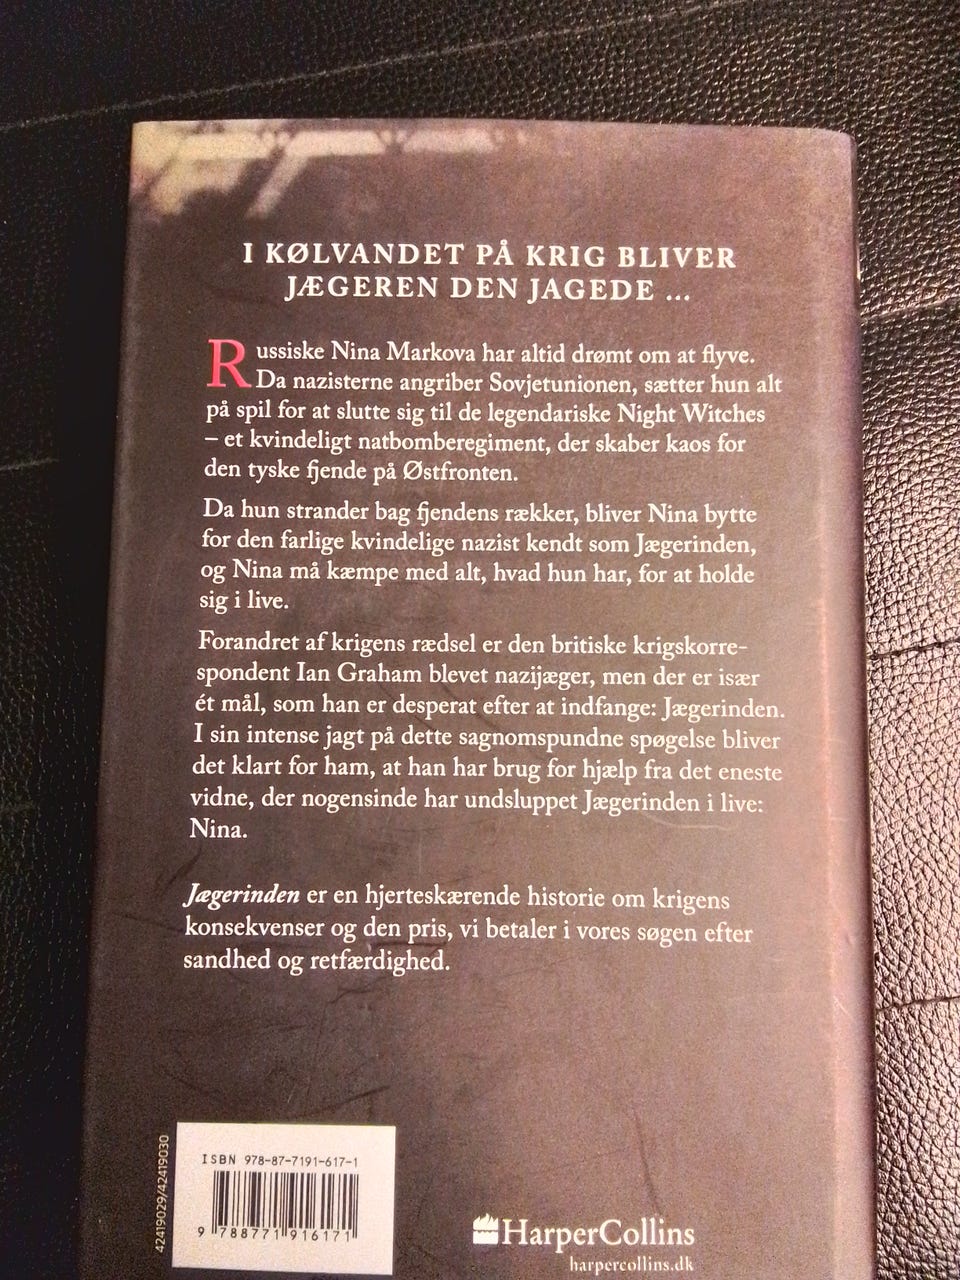 I KØLVANDET PÅ KRIG BLIVER
JÆGEREN DEN JAGEDE ...
Russiske Nina Markova har altid drømt om at flyve.
Da nazisterne angriber Sovjetunionen, sætter hun alt
på spil for at slutte sig til de legendariske Night Witches
– et kvindeligt natbomberegiment, der skaber kaos for
den tyske fjende på Østfronten.
Da hun strander bag fjendens rækker, bliver Nina bytte
for den farlige kvindelige nazist kendt som Jægerinden,
og Nina må kæmpe med alt, hvad hun har, for at holde
sig i live.
Forandret af krigens rædsel er den britiske krigskorre-
spondent Ian Graham blevet nazijæger, men der er især
ét mål, som han er desperat efter at indfange: Jægerinden.
I sin intense jagt på dette sagnomspundne spøgelse bliver
det klart for ham, at han har brug for hjælp fra det eneste
vidne, der nogensinde har undsluppet Jægerinden i live:
Nina.
Jægerinden er en hjerteskærende historie om krigens
konsekvenser og den pris, vi betaler i vores søgen efter
sandhed og retfærdighed.
42419029/42419030
ISBN 978-87-7191-617-1
9 788771 916171
HarperCollins
harpercollins.dk